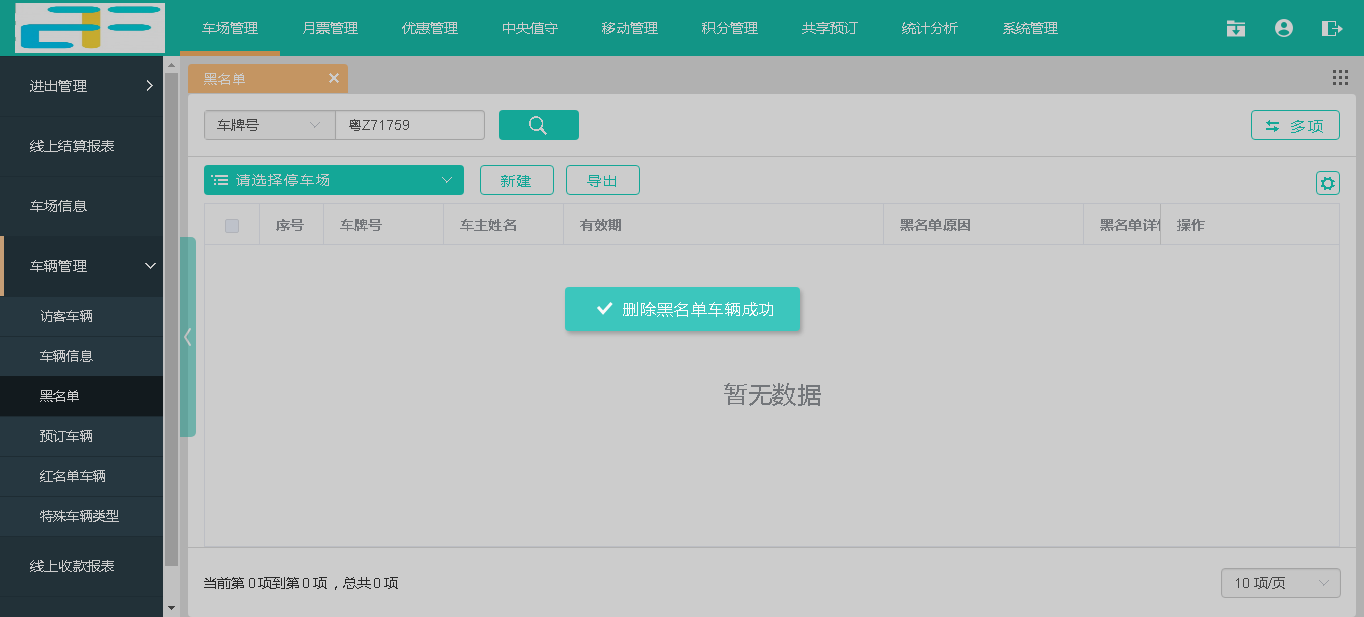 车场管理 月票管理 优惠管理 中央值守 移动管理 积分管理 共享预订 统计分析 系统管理
进出管理
线上结算报表
车场信息
车辆管理
访客车辆
车辆信息
黑名单
预订车辆
红名单车辆
特殊车辆类型
线上收款报表
黑名单
车牌号 粤Z71759 多项
请选择停车场 新建 导出
序号 车牌号 车主姓名 有效期 黑名单原因 黑名单详 操作
删除黑名单车辆成功
暂无数据
当前第 0项到第 0 项 ，总共 0 项 10 项/页